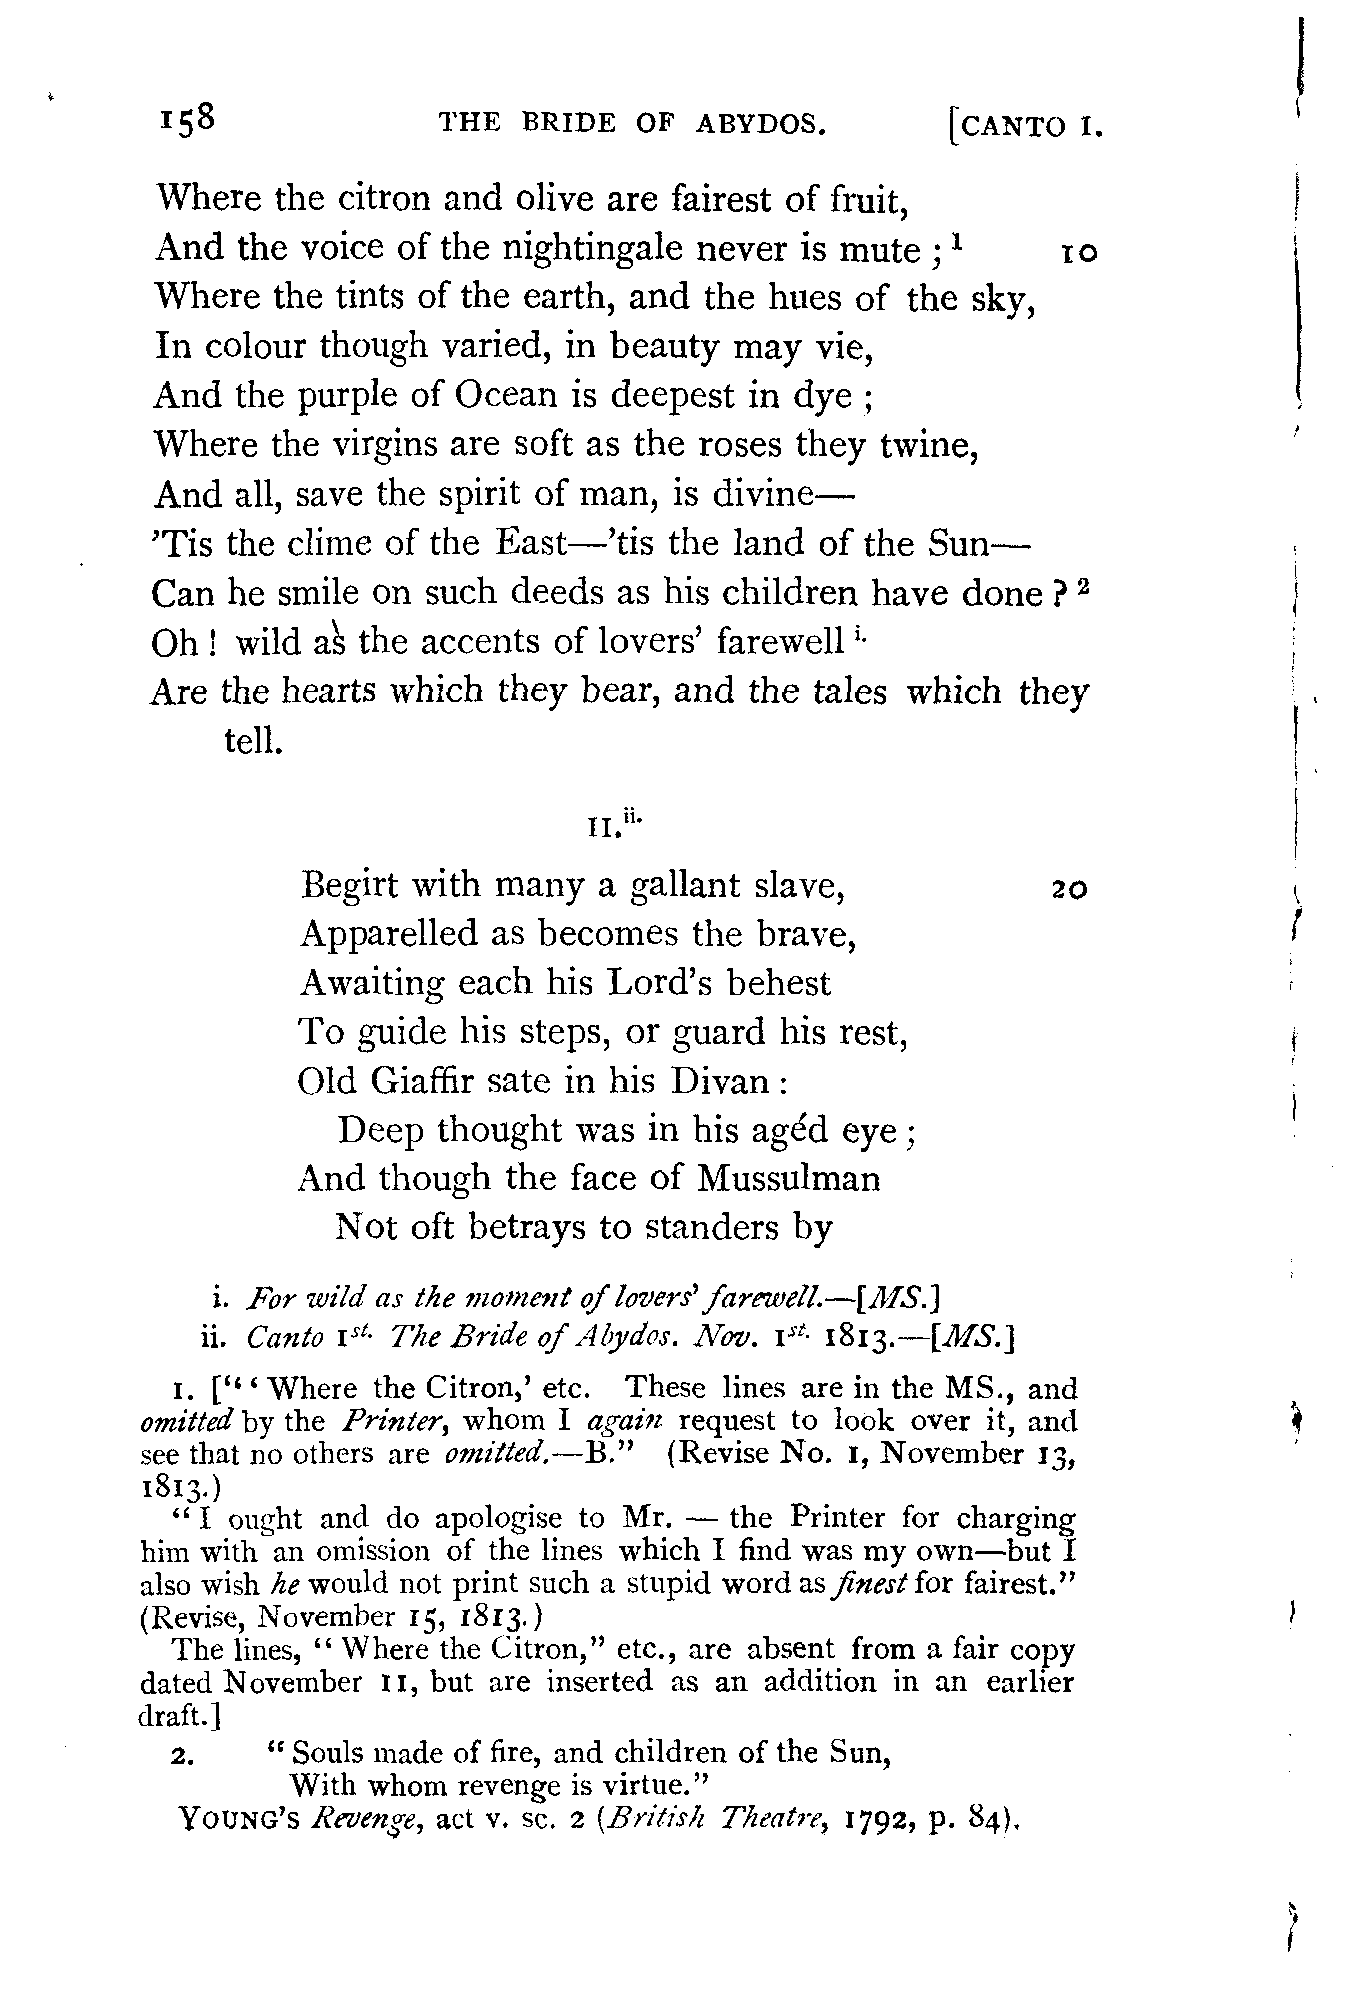 158 THE BRIDE OF ABYDOS. [CANTO I.
Where the citron and olive are fairest of fruit,
And the voice of the nightingale never is mute ; 1 10
Where the tints of the earth, and the hues of the sky,
In colour though varied, in beauty may vie,
And the purple of Ocean is deepest in dye ;
Where the virgins are soft as the roses they twine,
And all, save the spirit of man, is divine—
'Tis the clime of the East—'tis the land of the Sun—
Can he smile on such deeds as his children have done ? 2
Oh ! wild as the accents of lovers' farewell i.
Are the hearts which they bear, and the tales which they
tell.
II.ii.
Begirt with many a gallant slave, 20
Apparelled as becomes the brave,
Awaiting each his Lord's behest
To guide his steps, or guard his rest,
Old Giaffir sate in his Divan :
Deep thought was in his agéd eye ;
And though the face of Mussulman
Not oft betrays to standers by
i. For wild as the moment of lovers' farewell.—[MS.]
ii. Canto 1st. The Bride of Abydos. Nov. 1st. 1813.—[MS.]
1. ["'Where the Citron,' etc. These lines are in the MS., and
omitted by the Printer, whom I again request to look over it, and
see that no others are omitted.—B." (Revise No. 1, November 13,
1813.)
"I ought and do apologise to Mr. — the Printer for charging
him with an omission of the lines which I find was my own—but I
also wish he would not print such a stupid word as finest for fairest."
(Revise, November 15, 1813.)
The lines, "Where the Citron," etc., are absent from a fair copy
dated November 11, but are inserted as an addition in an earlier
draft.]
2. "Souls made of fire, and children of the Sun,
With whom revenge is virtue."
YOUNG'S Revenge, act v. sc. 2 (British Theatre, 1792, p. 84).